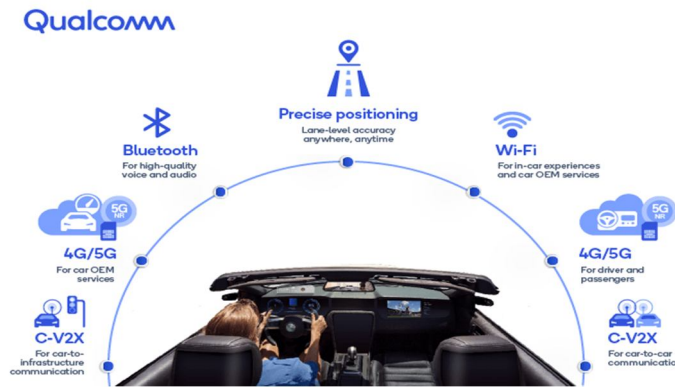 Qualcomm
Precise positioning
Lane-level accuracy
anywhere, anytime
Bluetooth
For high-quality
voice and audio
Wi-Fi
For in-car experiences
and car OEM services
5G
NR
4G/5G
For car OEM
services
5G
NR
4G/5G
For driver and
passengers
C-V2X
For car-to-
infrastructure
communication
C-V2X
For car-to-car
communicatio